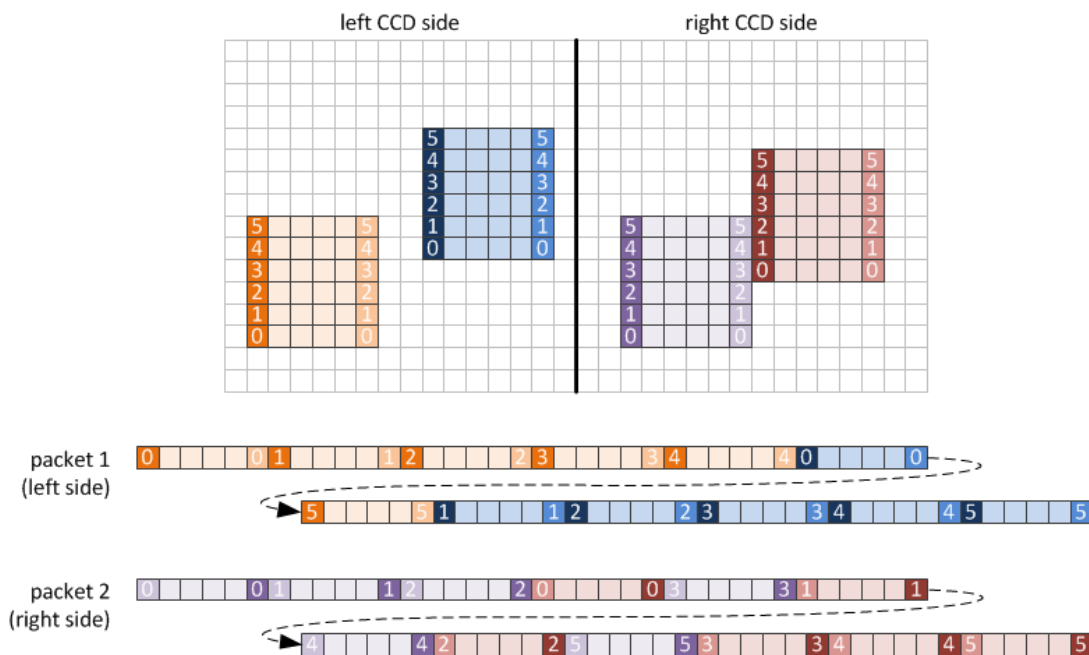 left CCD side right CCD side
5 5
4 4 5 5
3 3 4 4
2 2 3 3
5 5 1 1 5 5 2 2
4 4 0 0 4 4 1 1
3 3 3 3 0 0
2 2 2 2
1 1 1 1
0 0 0 0
packet 1 0 0 1 1 2 2 3 3 4 4 0 0
(left side)
5 5 1 1 2 2 3 3 4 4 5 5
packet 2 0 0 1 1 2 2 0 0 3 3 1 1
(right side)
4 4 2 2 5 5 3 3 4 4 5 5